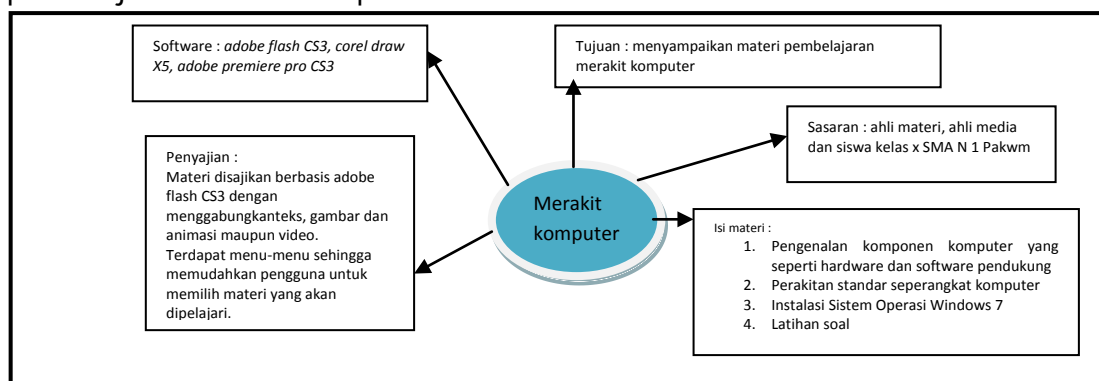 Software : adobe flash CS3, corel draw
X5, adobe premiere pro CS3
Tujuan : menyampaikan materi pembelajaran
merakit komputer
Sasaran : ahli materi, ahli media
dan siswa kelas x SMA N 1 Pakwm
Penyajian :
Materi disajikan berbasis adobe
flash CS3 dengan
menggabungkanteks, gambar dan
animasi maupun video.
Terdapat menu-menu sehingga
memudahkan pengguna untuk
memilih materi yang akan
dipelajari.
Merakit
komputer
Isi materi :
1. Pengenalan komponen komputer yang
seperti hardware dan software pendukung
2. Perakitan standar seperangkat komputer
3. Instalasi Sistem Operasi Windows 7
4. Latihan soal